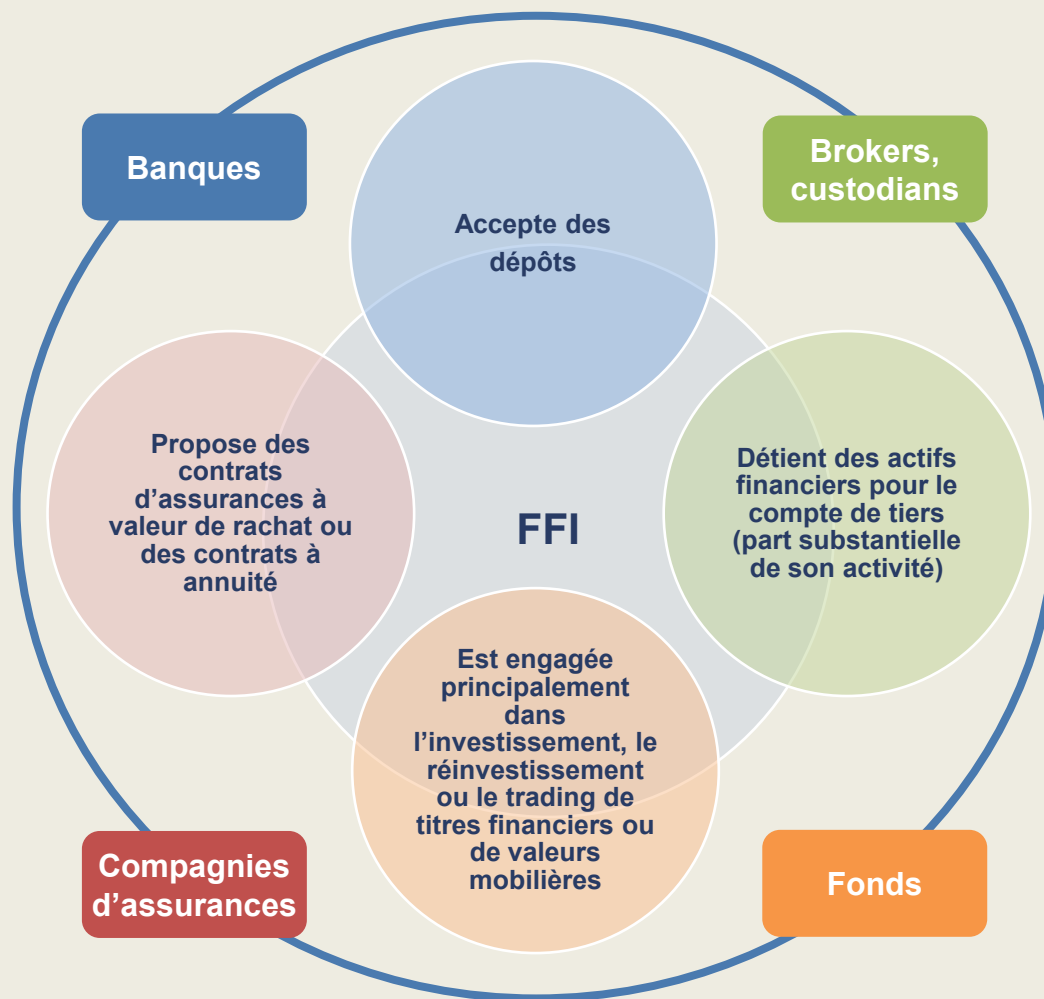 Banques
Brokers,
custodians
Accepte des
dépôts
Propose des
contrats
d’assurances à
valeur de rachat ou
des contrats à
annuité
FFI
Détient des actifs
financiers pour le
compte de tiers
(part substantielle
de son activité)
Est engagée
principalement
dans
l’investissement, le
réinvestissement
ou le trading de
titres financiers ou
de valeurs
mobilières
Compagnies
d’assurances
Fonds